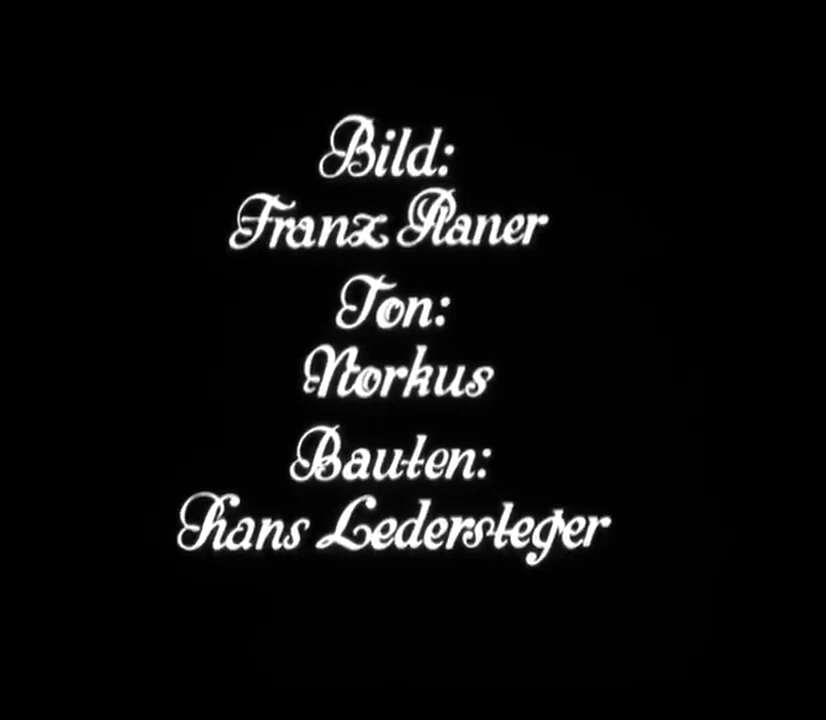 Bild:
Franz Planer
Ton:
Norkus
Bauten:
Hans Ledersteger